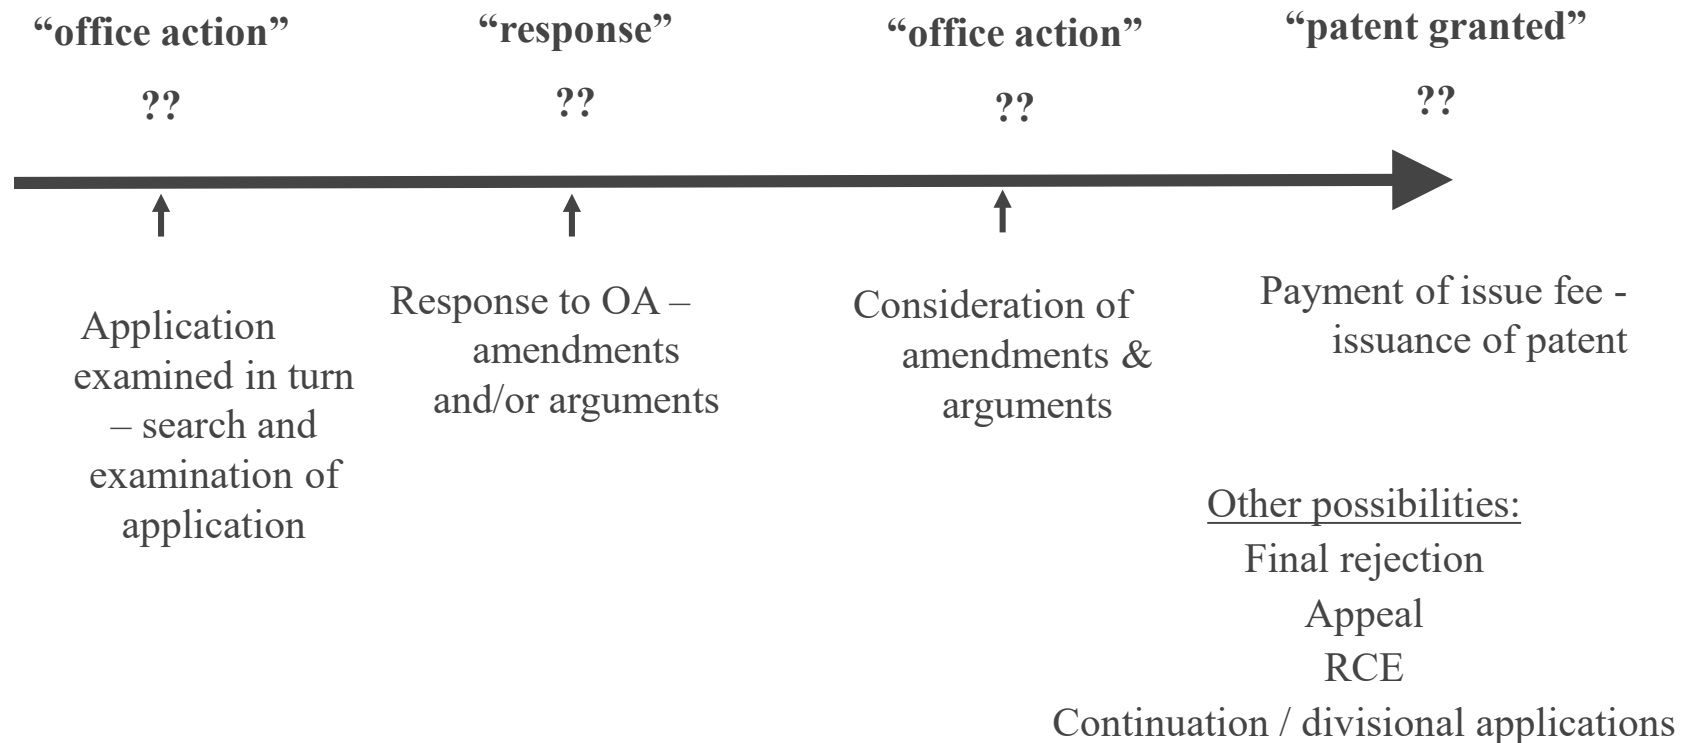 “office action”
??
“response”
??
“office action”
??
“patent granted”
??
Application
examined in turn
– search and
examination of
application
Response to OA –
amendments
and/or arguments
Consideration of
amendments &
arguments
Payment of issue fee -
issuance of patent
Other possibilities:
Final rejection
Appeal
RCE
Continuation / divisional applications